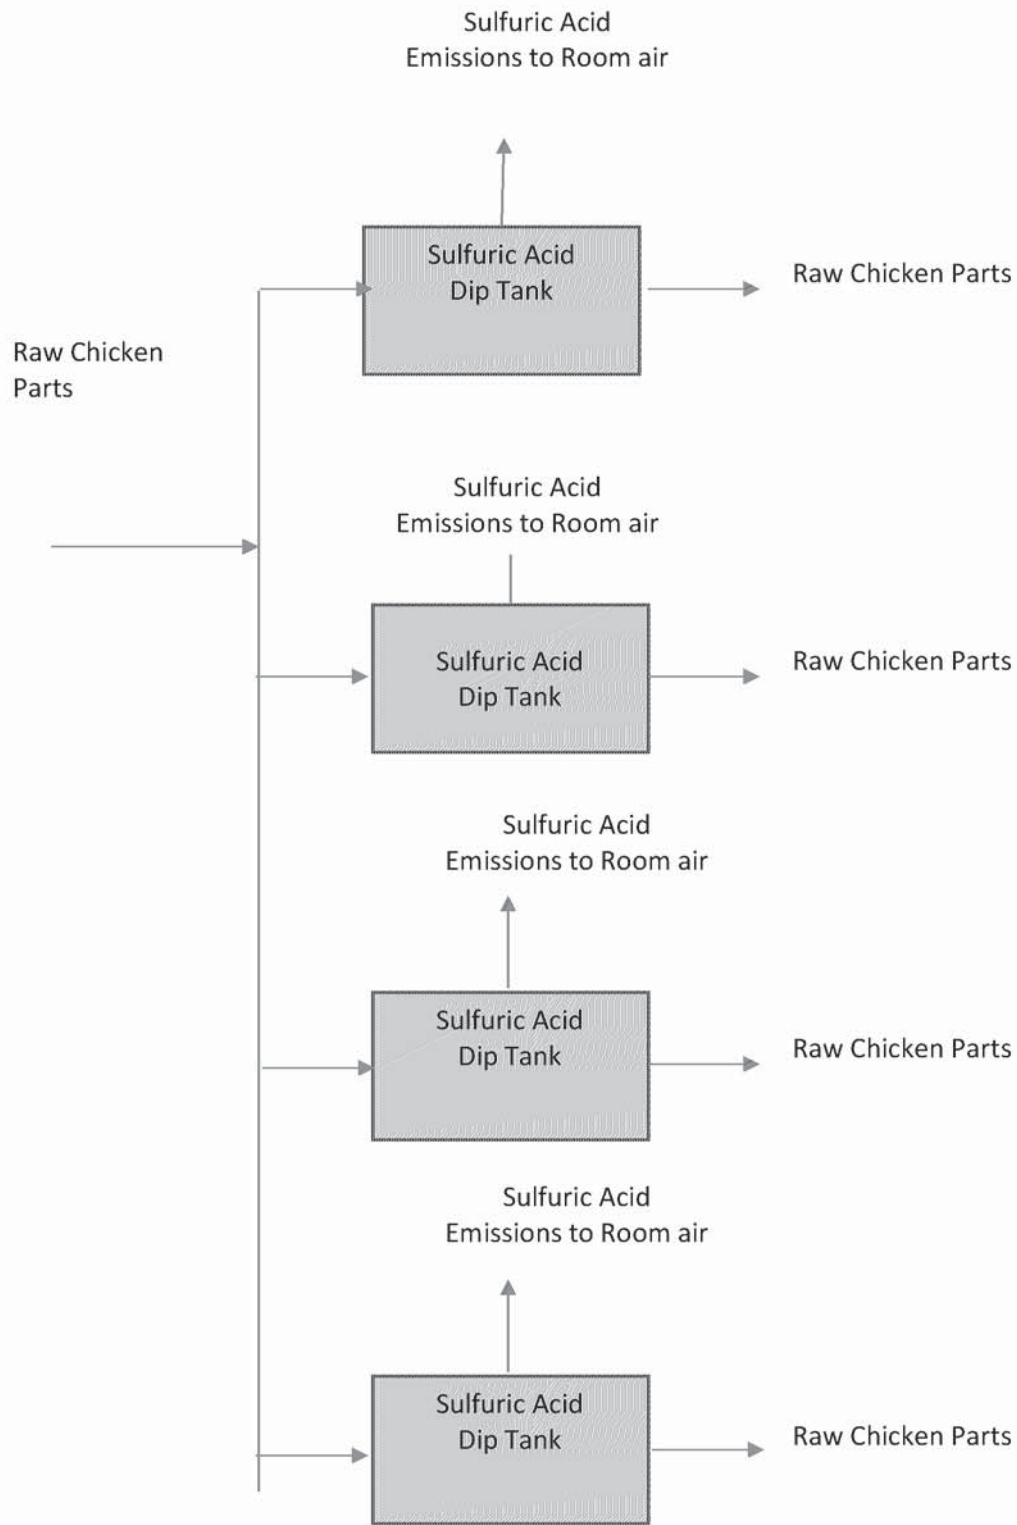 Sulfuric Acid
Emissions to Room air
Sulfuric Acid
Dip Tank
Raw Chicken Parts
Raw Chicken
Parts
Sulfuric Acid
Emissions to Room air
Sulfuric Acid
Dip Tank
Raw Chicken Parts
Sulfuric Acid
Emissions to Room air
Sulfuric Acid
Dip Tank
Raw Chicken Parts
Sulfuric Acid
Emissions to Room air
Sulfuric Acid
Dip Tank
Raw Chicken Parts